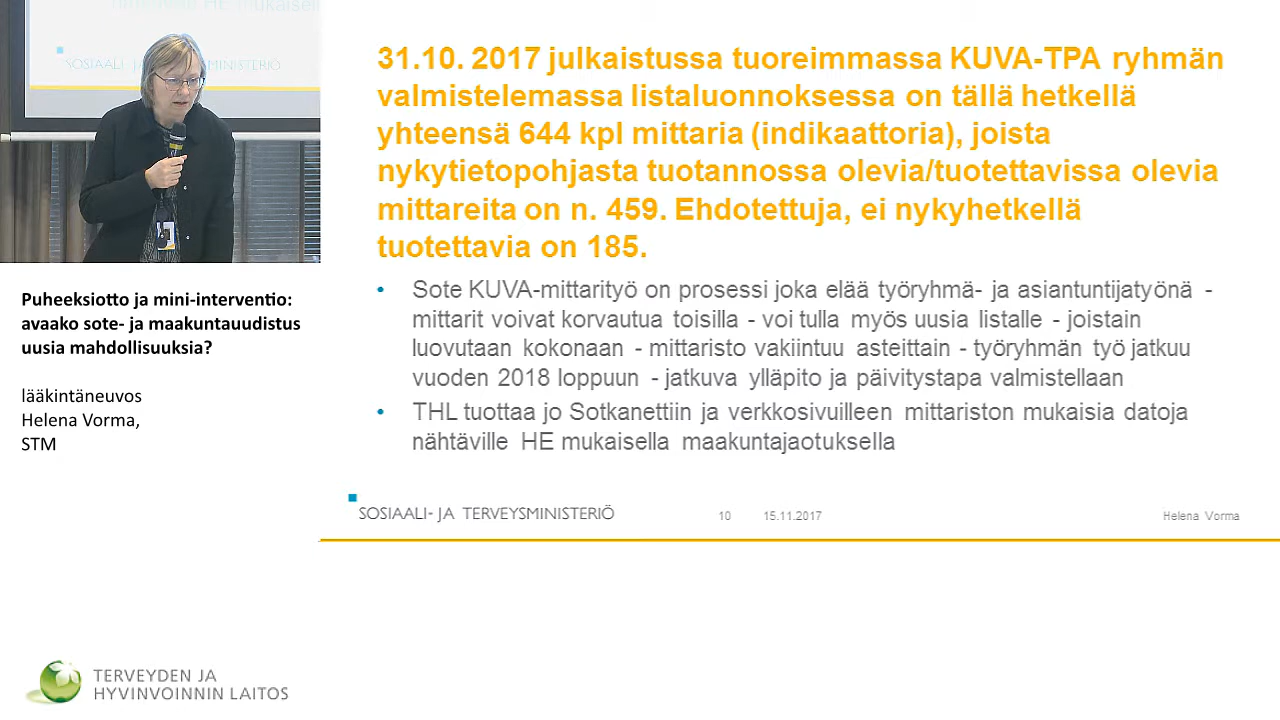 mukaisel
SOSIAALI- JA TERVEYSMINISTERIÖ
Puheeksiotto ja mini-interventio:
avaako sote- ja maakuntauudistus
uusia mahdollisuuksia?
lääkintäneuvos
Helena Vorma,
STM
31.10. 2017 julkaistussa tuoreimmassa KUVA-TPA ryhmän
valmistelemassa listaluonnoksessa on tällä hetkellä
yhteensä 644 kpl mittaria (indikaattoria), joista
nykytietopohjasta tuotannossa olevia/tuotettavissa olevia
mittareita on n. 459. Ehdotettuja, ei nykyhetkellä
tuotettavia on 185.
• Sote KUVA-mittarityö on prosessi joka elää työryhmä- ja asiantuntijatyönä -
mittarit voivat korvautua toisilla - voi tulla myös uusia listalle - joistain
luovutaan kokonaan - mittaristo vakiintuu asteittain - työryhmän työ jatkuu
vuoden 2018 loppuun - jatkuva ylläpito ja päivitystapa valmistellaan
• THL tuottaa jo Sotkanettiin ja verkkosivuilleen mittariston mukaisia datoja
nähtäville HE mukaisella maakuntajaotuksella
SOSIAALI- JA TERVEYSMINISTERIÖ
10 15.11.2017 Helena Vorma
TERVEYDEN JA
HYVINVOINNIN LAITOS